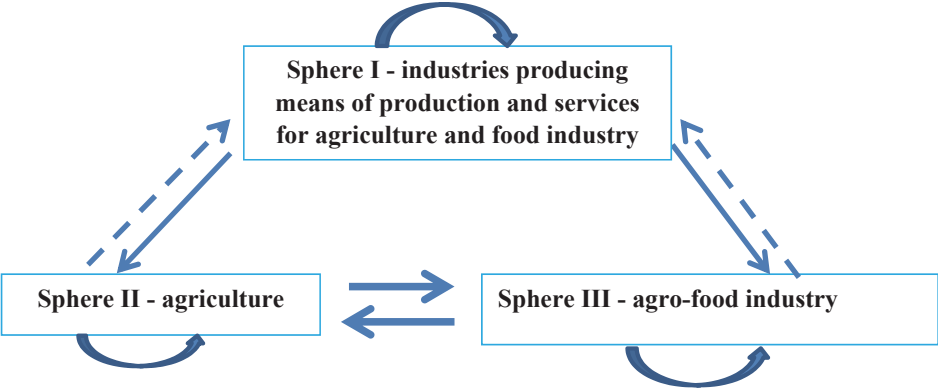 Sphere I - industries producing
means of production and services
for agriculture and food industry
Sphere II - agriculture
Sphere III - agro-food industry